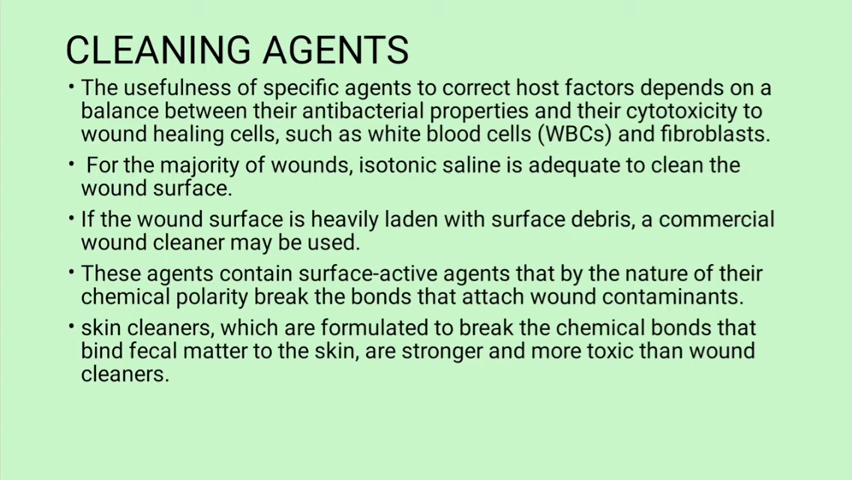 CLEANING AGENTS
• The usefulness of specific agents to correct host factors depends on a
balance between their antibacterial properties and their cytotoxicity to
wound healing cells, such as white blood cells (WBCs) and fibroblasts.
• For the majority of wounds, isotonic saline is adequate to clean the
wound surface.
• If the wound surface is heavily laden with surface debris, a commercial
wound cleaner may be used.
• These agents contain surface-active agents that by the nature of their
chemical polarity break the bonds that attach wound contaminants.
• skin cleaners, which are formulated to break the chemical bonds that
bind fecal matter to the skin, are stronger and more toxic than wound
cleaners.